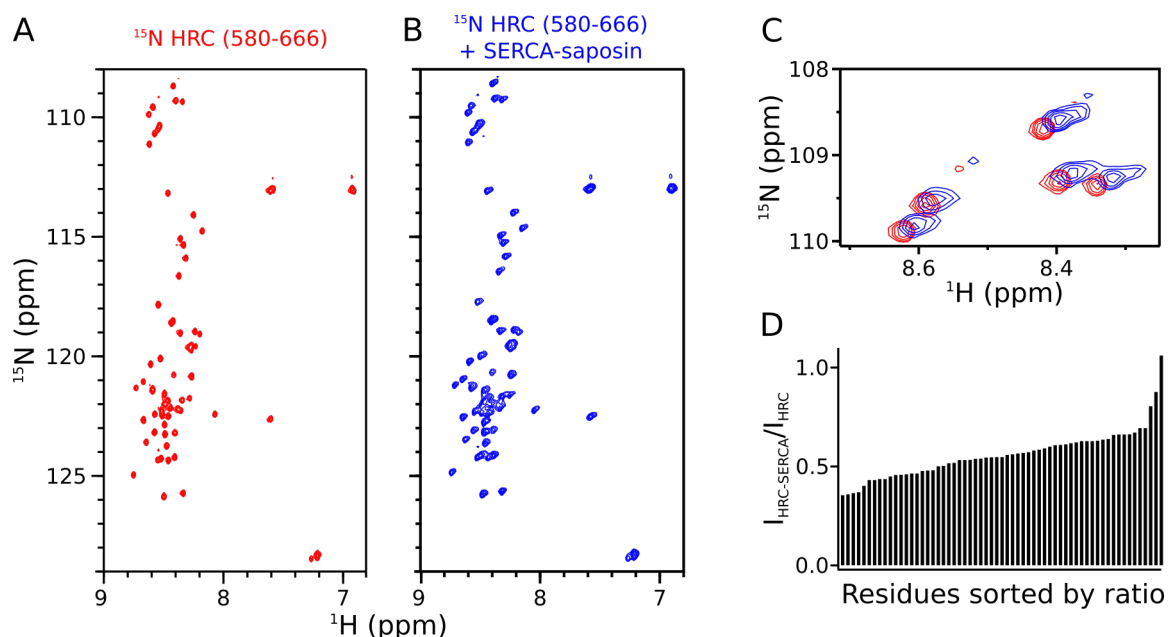 A
¹⁵N HRC (580-666)
B
¹⁵N HRC (580-666)
+ SERCA-saposin
C
110
115
120
125
¹⁵N (ppm)
9
8
7
9
8
7
¹H (ppm)
108
109
110
¹⁵N (ppm)
8.6
8.4
¹H (ppm)
D
1.0
0.5
0.0
I_HRC-SERCA/I_HRC
Residues sorted by ratio